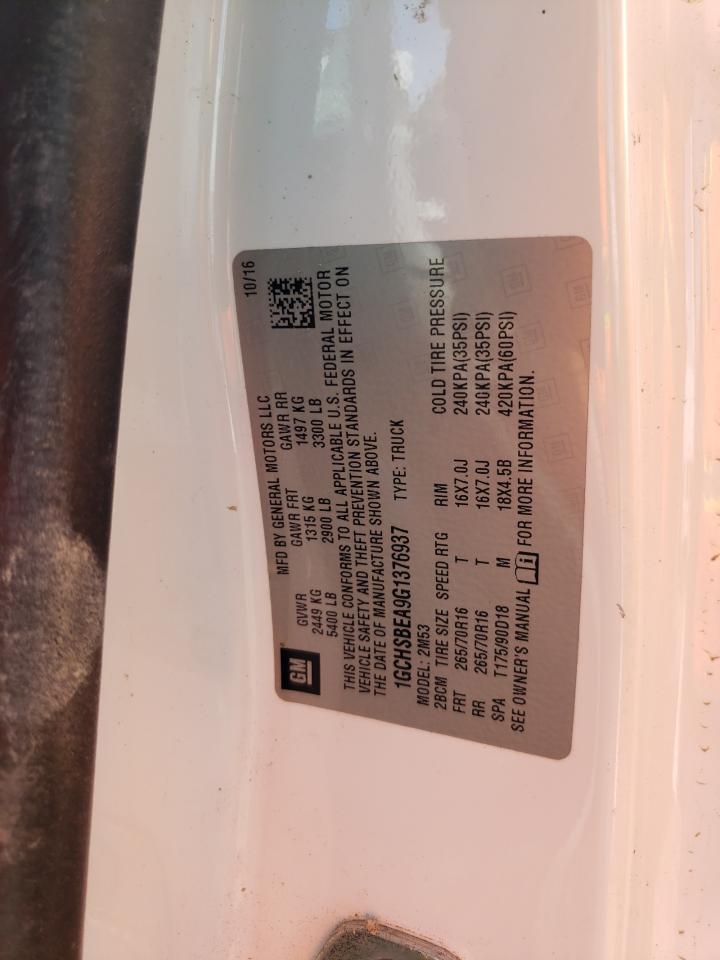 GM
MFD BY GENERAL MOTORS LLC
10/16
GVWR GAWR FRT GAWR RR
2449 KG 1315 KG 1497 KG
5400 LB 2900 LB 3300 LB
THIS VEHICLE CONFORMS TO ALL APPLICABLE U.S. FEDERAL MOTOR
VEHICLE SAFETY AND THEFT PREVENTION STANDARDS IN EFFECT ON
THE DATE OF MANUFACTURE SHOWN ABOVE.
1GCHSBEA9G1376937 TYPE: TRUCK
MODEL: 2M53
2BCM TIRE SIZE SPEED RTG RIM COLD TIRE PRESSURE
FRT 265/70R16 T 16X7.0J 240KPA(35PSI)
RR 265/70R16 T 16X7.0J 240KPA(35PSI)
SPA T175/90D18 M 18X4.5B 420KPA(60PSI)
SEE OWNER'S MANUAL FOR MORE INFORMATION.